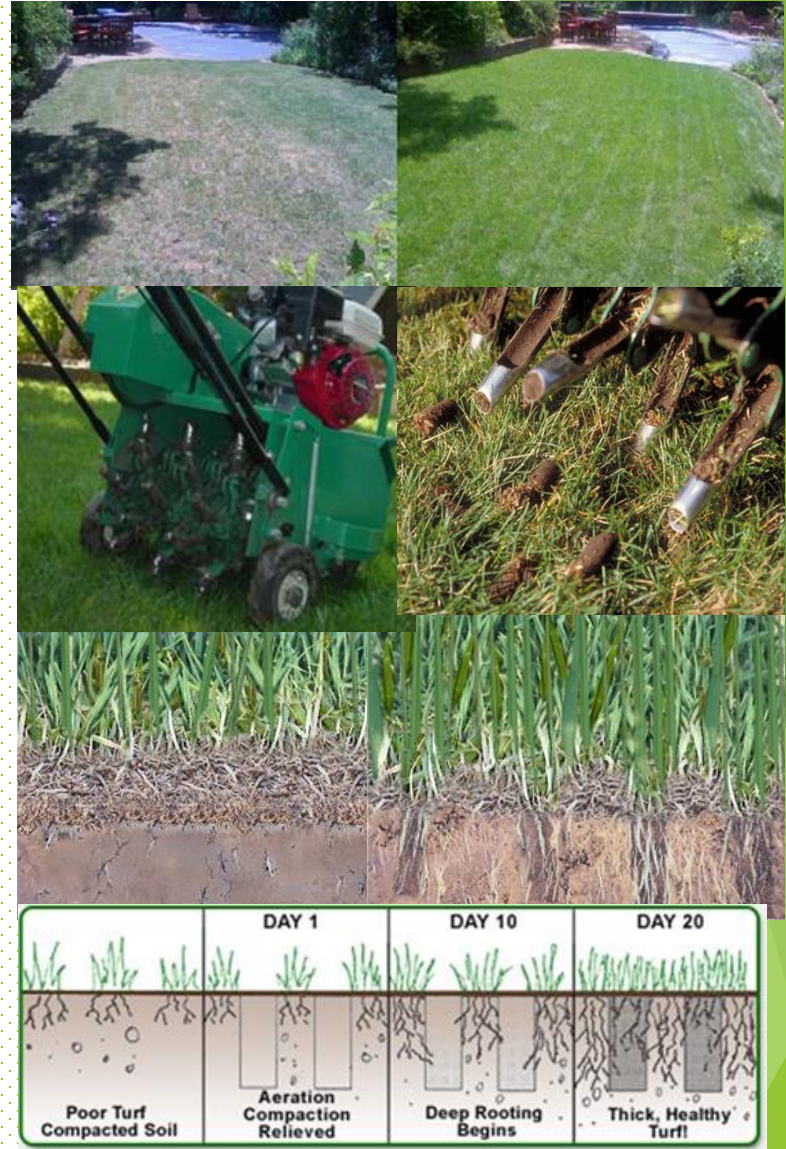 DAY 1
DAY 10
DAY 20
Poor Turf
Compacted Soil
Aeration
Compaction
Relieved
Deep Rooting
Begins
Thick, Healthy
Turf!